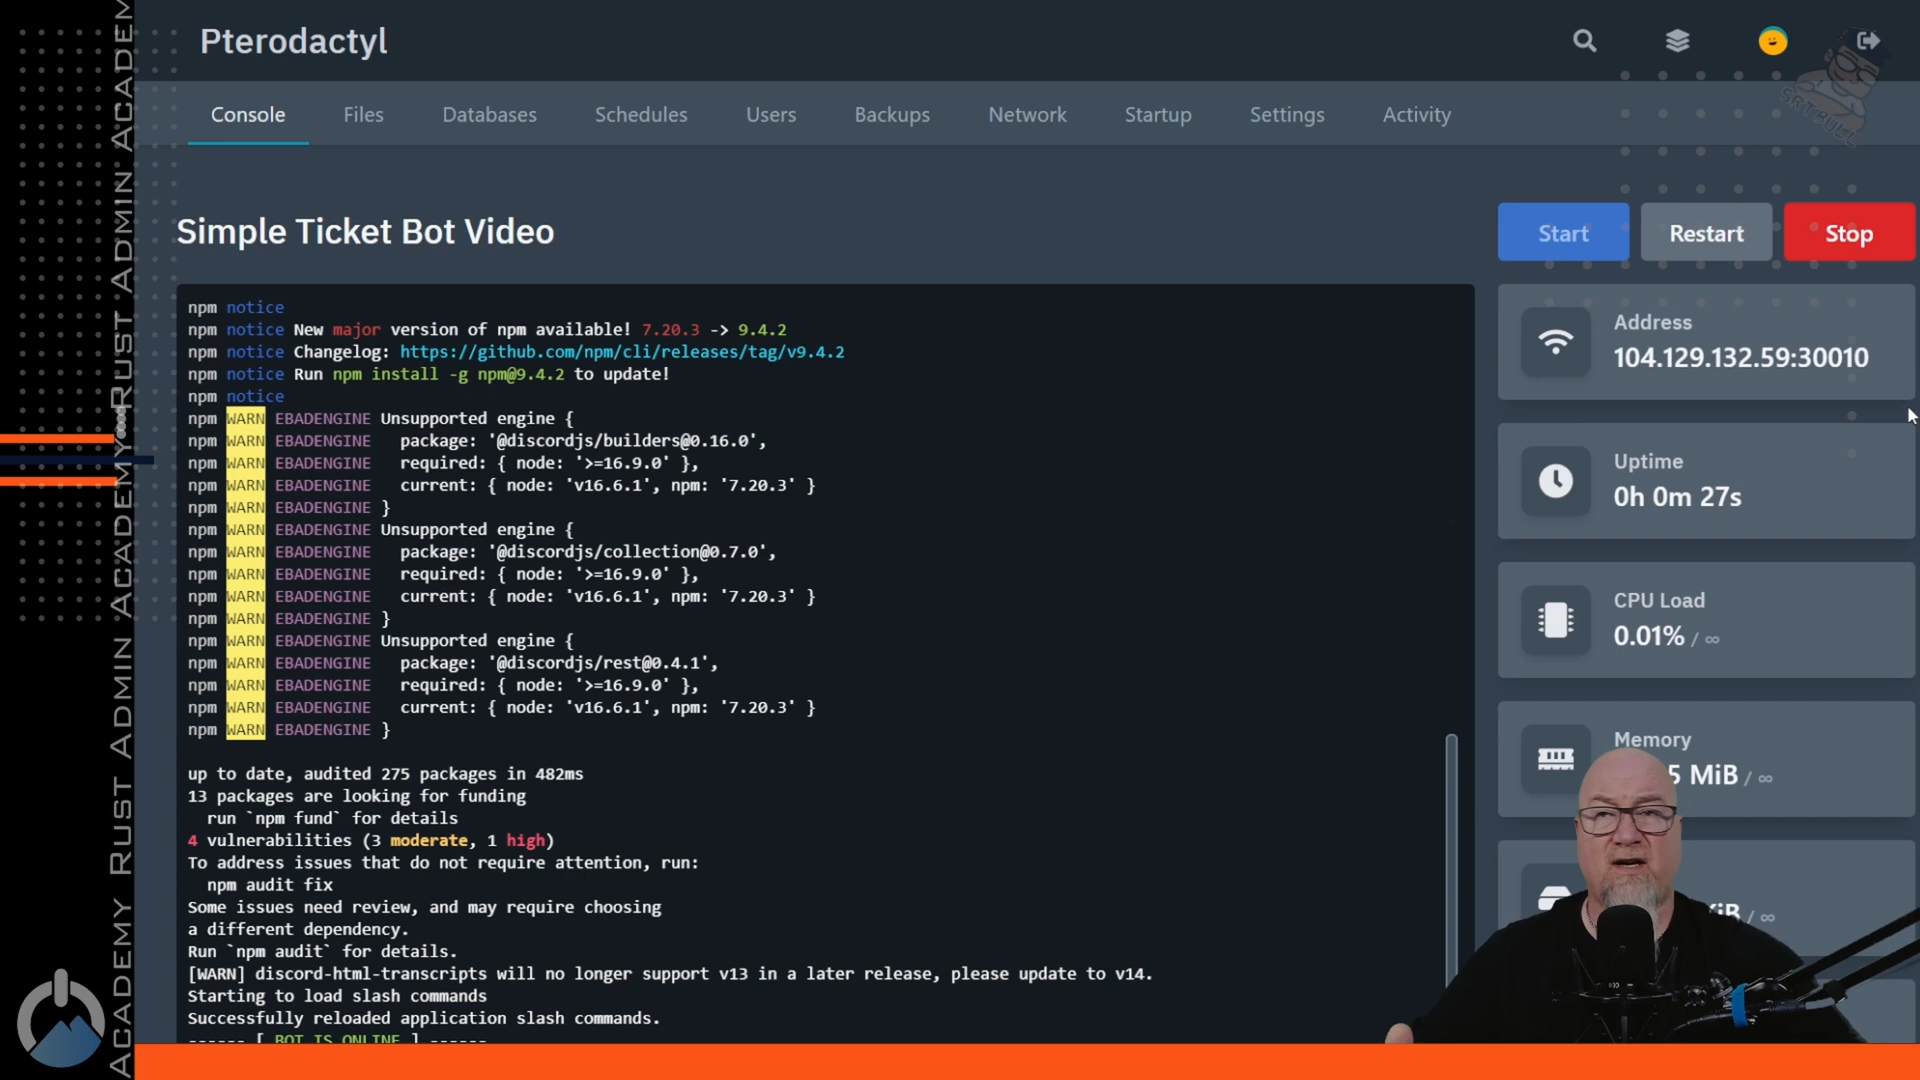 Pterodactyl
Console Files Databases Schedules Users Backups Network Startup Settings Activity
SRTBULL
Simple Ticket Bot Video
Start Restart Stop
npm notice
npm notice New major version of npm available! 7.20.3 -> 9.4.2
npm notice Changelog: https://github.com/npm/cli/releases/tag/v9.4.2
npm notice Run npm install -g npm@9.4.2 to update!
npm notice
npm WARN EBADENGINE Unsupported engine {
npm WARN EBADENGINE   package: '@discordjs/builders@0.16.0',
npm WARN EBADENGINE   required: { node: '>=16.9.0' },
npm WARN EBADENGINE   current: { node: 'v16.6.1', npm: '7.20.3' }
npm WARN EBADENGINE }
npm WARN EBADENGINE Unsupported engine {
npm WARN EBADENGINE   package: '@discordjs/collection@0.7.0',
npm WARN EBADENGINE   required: { node: '>=16.9.0' },
npm WARN EBADENGINE   current: { node: 'v16.6.1', npm: '7.20.3' }
npm WARN EBADENGINE }
npm WARN EBADENGINE Unsupported engine {
npm WARN EBADENGINE   package: '@discordjs/rest@0.4.1',
npm WARN EBADENGINE   required: { node: '>=16.9.0' },
npm WARN EBADENGINE   current: { node: 'v16.6.1', npm: '7.20.3' }
npm WARN EBADENGINE }
up to date, audited 275 packages in 482ms
13 packages are looking for funding
run `npm fund` for details
4 vulnerabilities (3 moderate, 1 high)
To address issues that do not require attention, run:
npm audit fix
Some issues need review, and may require choosing
a different dependency.
Run `npm audit` for details.
[WARN] discord-html-transcripts will no longer support v13 in a later release, please update to v14.
Starting to load slash commands
Successfully reloaded application slash commands.
------ [ BOT IS ONLINE ] ------
Address
104.129.132.59:30010
Uptime
0h 0m 27s
CPU Load
0.01% / ∞
Memory
5 MiB / ∞
/ ∞
ACADEMY RUST ADMIN ACADEMY RUST ADMIN ACADEM